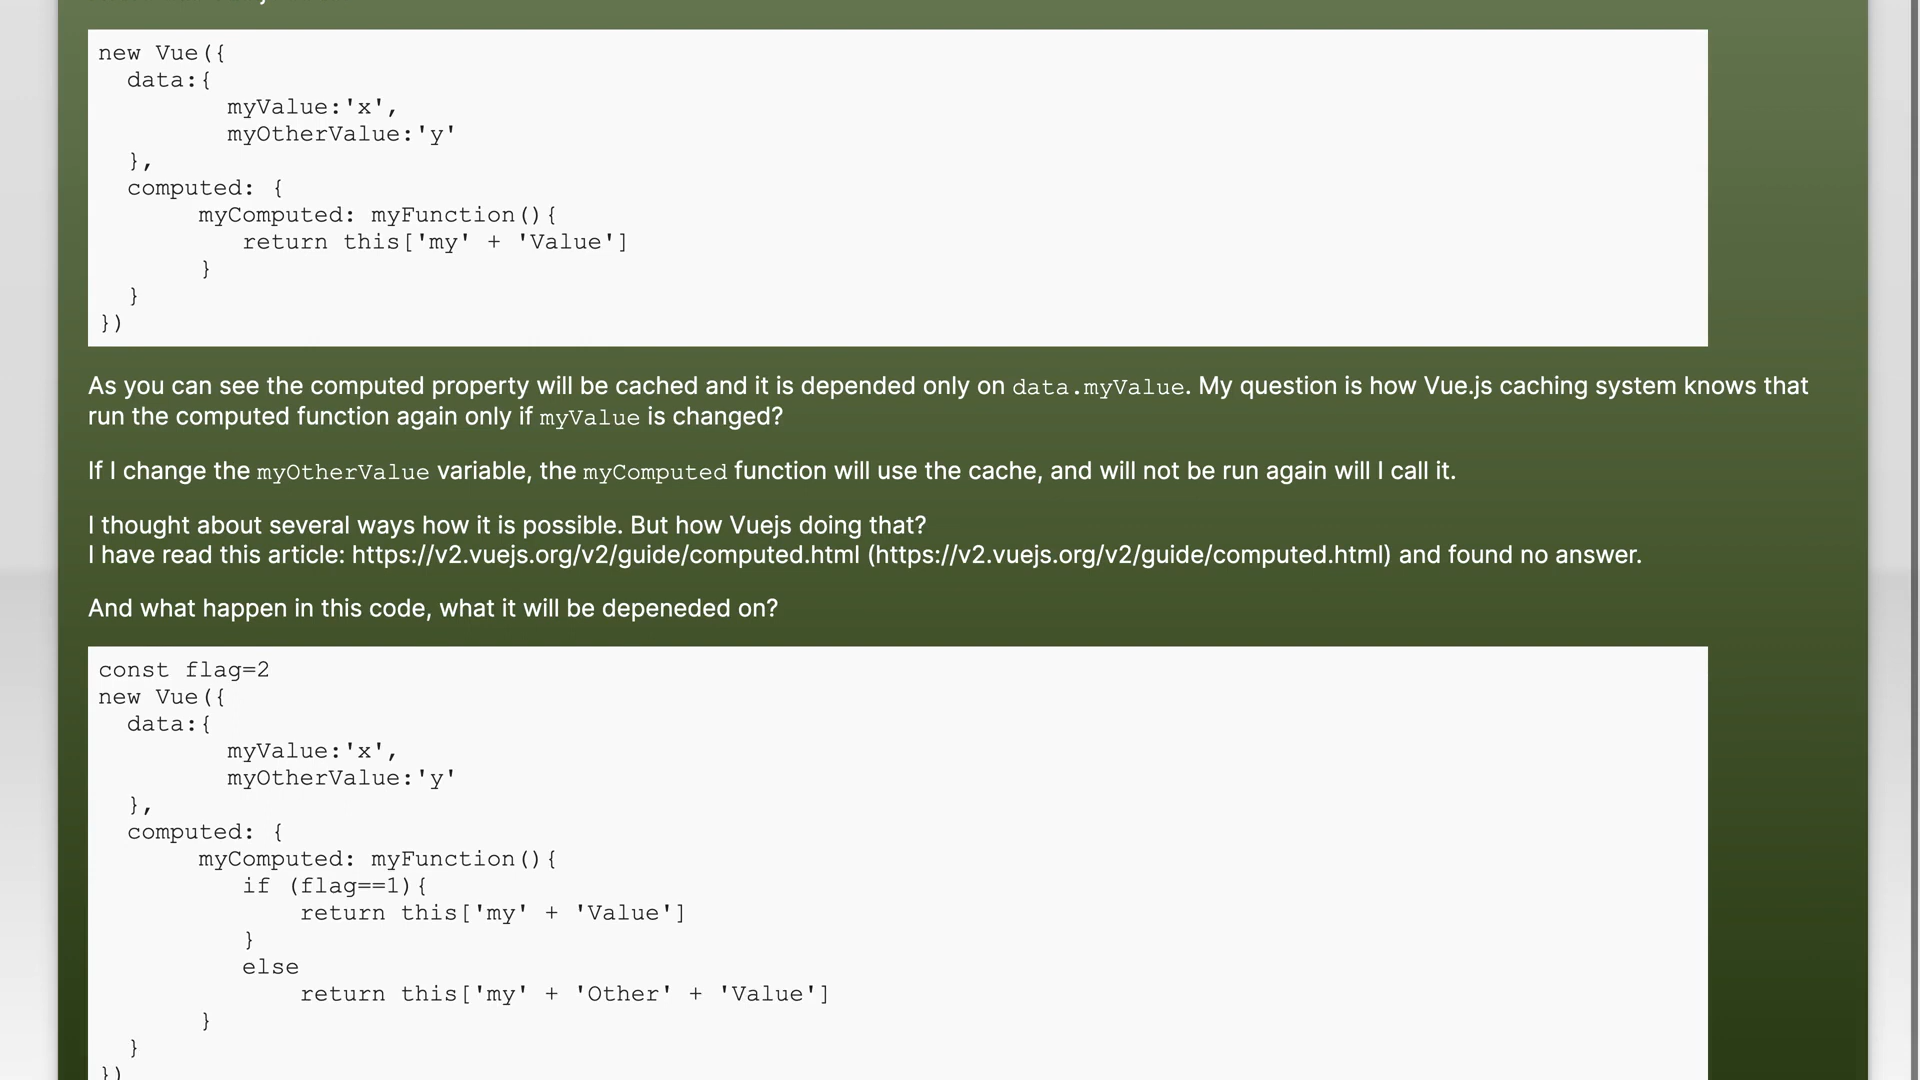 new Vue({
  data:{
         myValue:'x',
         myOtherValue:'y'
  },
  computed: {
       myComputed: myFunction(){
          return this['my' + 'Value']
       }
  }
})
As you can see the computed property will be cached and it is depended only on data.myValue. My question is how Vue.js caching system knows that
run the computed function again only if myValue is changed?
If I change the myOtherValue variable, the myComputed function will use the cache, and will not be run again will I call it.
I thought about several ways how it is possible. But how Vuejs doing that?
I have read this article: https://v2.vuejs.org/v2/guide/computed.html (https://v2.vuejs.org/v2/guide/computed.html) and found no answer.
And what happen in this code, what it will be depeneded on?
const flag=2
new Vue({
  data:{
         myValue:'x',
         myOtherValue:'y'
  },
  computed: {
       myComputed: myFunction(){
          if (flag==1){
              return this['my' + 'Value']
          }
          else
              return this['my' + 'Other' + 'Value']
       }
  }
})